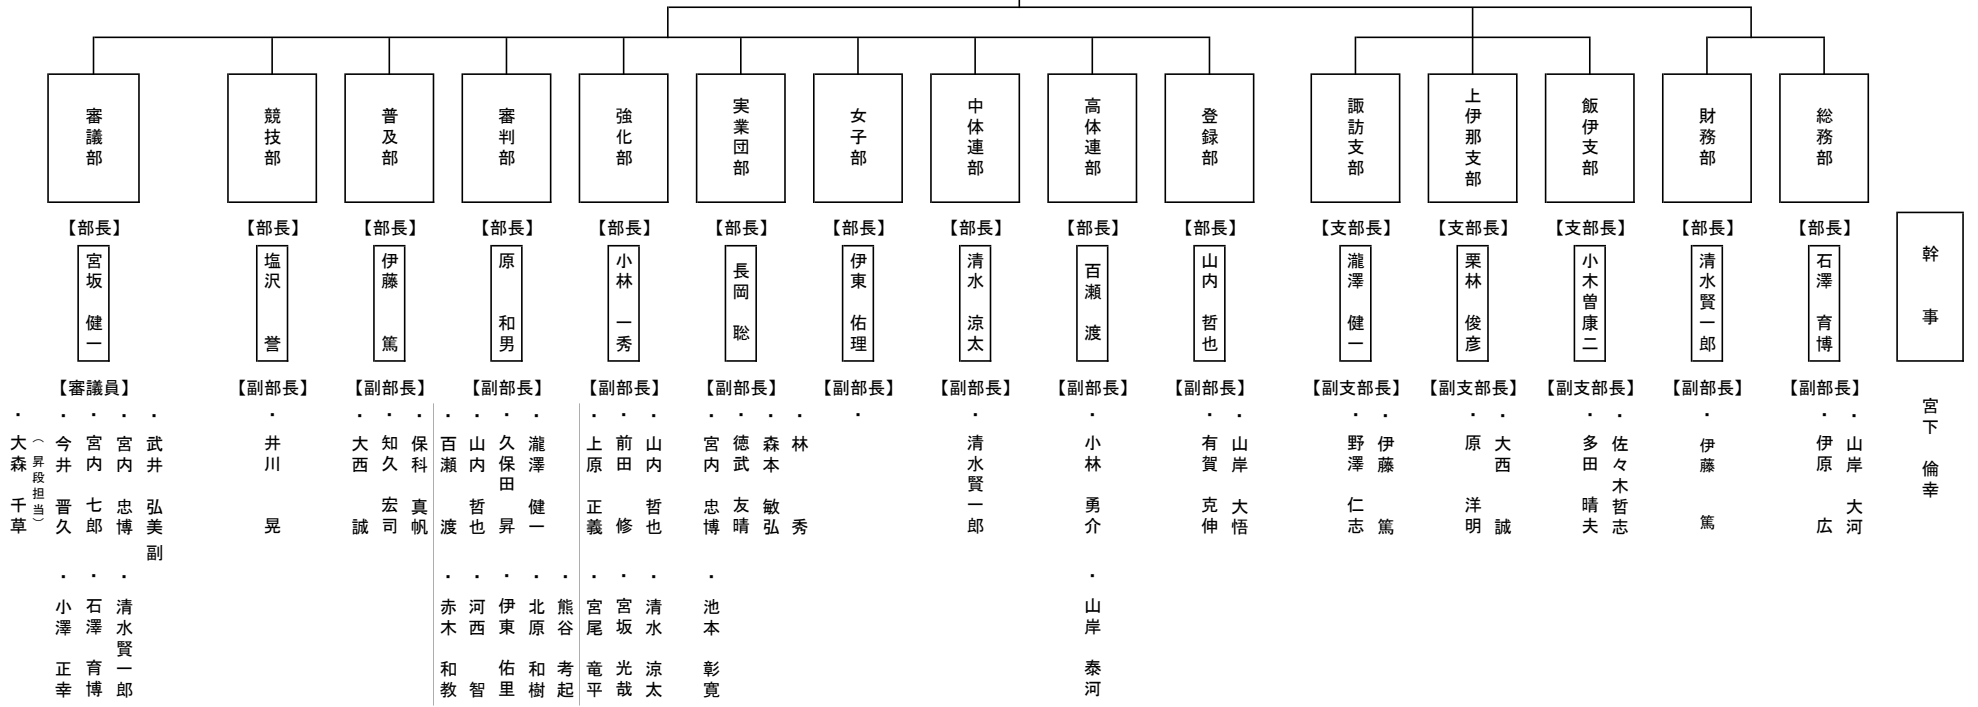 幹事
宮下 倫幸
総務部
【部長】
石澤 育博
【副部長】
・山岸 大河
・伊原 広
財務部
【部長】
清水賢一郎
【副部長】
・伊藤 篤
飯伊支部
【支部長】
小木曽康二
【副支部長】
・佐々木哲志
・多田 晴夫
上伊那支部
【支部長】
栗林 俊彦
【副支部長】
・大西 誠
・原 洋明
諏訪支部
【支部長】
瀧澤 健一
【副支部長】
・伊藤 篤
・野澤 仁志
登録部
【部長】
山内 哲也
【副部長】
・山岸 大悟
・有賀 克伸
高体連部
【部長】
百瀬 渡
【副部長】
・小林 勇介
・山岸 泰河
中体連部
【部長】
清水 涼太
【副部長】
・清水賢一郎
女子部
【部長】
伊東 佑理
【副部長】
・
実業団部
【部長】
長岡 聡
【副部長】
・林 秀
・森本 敏弘
・徳武 友晴
・宮内 忠博
・池本 彰寛
強化部
【部長】
小林 一秀
【副部長】
・山内 哲也
・前田 修
・上原 正義
・清水 涼太
・宮坂 光哉
・宮尾 竜平
審判部
【部長】
原 和男
【副部長】
・瀧澤 健一
・久保田 昇
・山内 哲也
・百瀬 渡
・熊谷 考起
・北原 和樹
・伊東 佑里
・河西 智
・赤木 和教
普及部
【部長】
伊藤 篤
【副部長】
・保科 真帆
・知久 宏司
・大西 誠
競技部
【部長】
塩沢 誉
【副部長】
・井川 晃
審議部
【部長】
宮坂 健一
【審議員】
・武井 弘美 副
・宮内 忠博
・宮内 七郎
・今井 晋久
（昇段担当）
・大森 千草
・清水賢一郎
・石澤 育博
・小澤 正幸